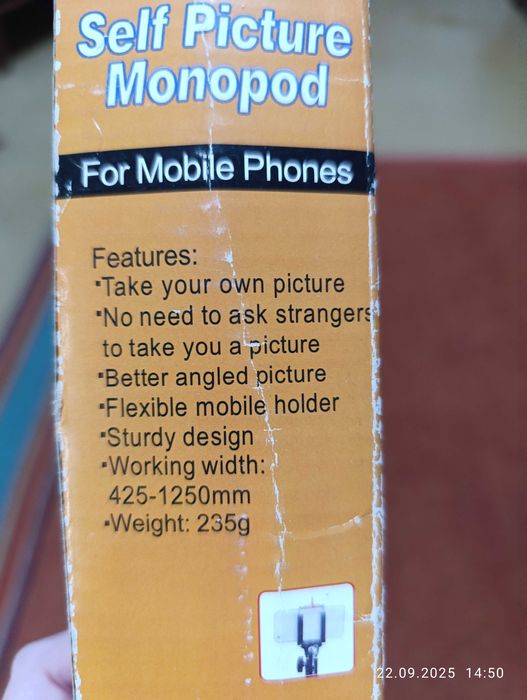 Self Picture
Monopod
For Mobile Phones
Features:
·Take your own picture
·No need to ask strangers
to take you a picture
·Better angled picture
·Flexible mobile holder
·Sturdy design
·Working width:
425-1250mm
·Weight: 235g
22.09.2025 14:50